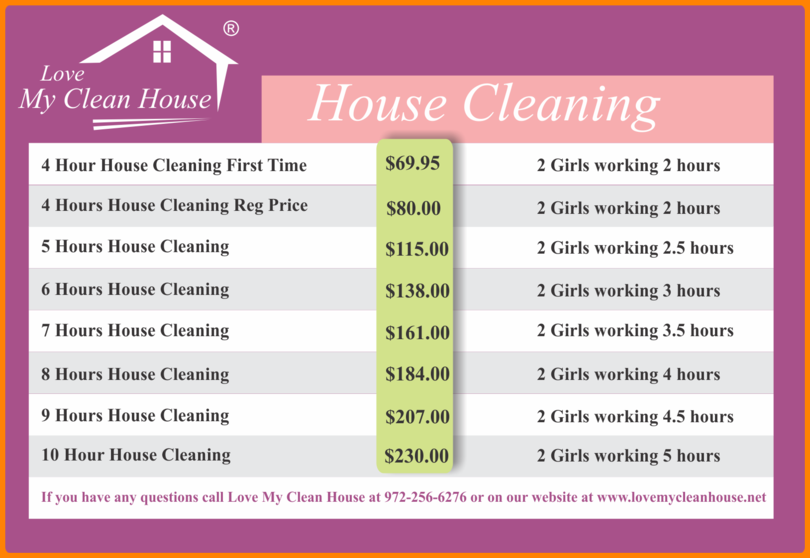 ®
Love
My Clean House
House Cleaning
4 Hour House Cleaning First Time $69.95 2 Girls working 2 hours
4 Hours House Cleaning Reg Price $80.00 2 Girls working 2 hours
5 Hours House Cleaning $115.00 2 Girls working 2.5 hours
6 Hours House Cleaning $138.00 2 Girls working 3 hours
7 Hours House Cleaning $161.00 2 Girls working 3.5 hours
8 Hours House Cleaning $184.00 2 Girls working 4 hours
9 Hours House Cleaning $207.00 2 Girls working 4.5 hours
10 Hour House Cleaning $230.00 2 Girls working 5 hours
If you have any questions call Love My Clean House at 972-256-6276 or on our website at www.lovemycleanhouse.net